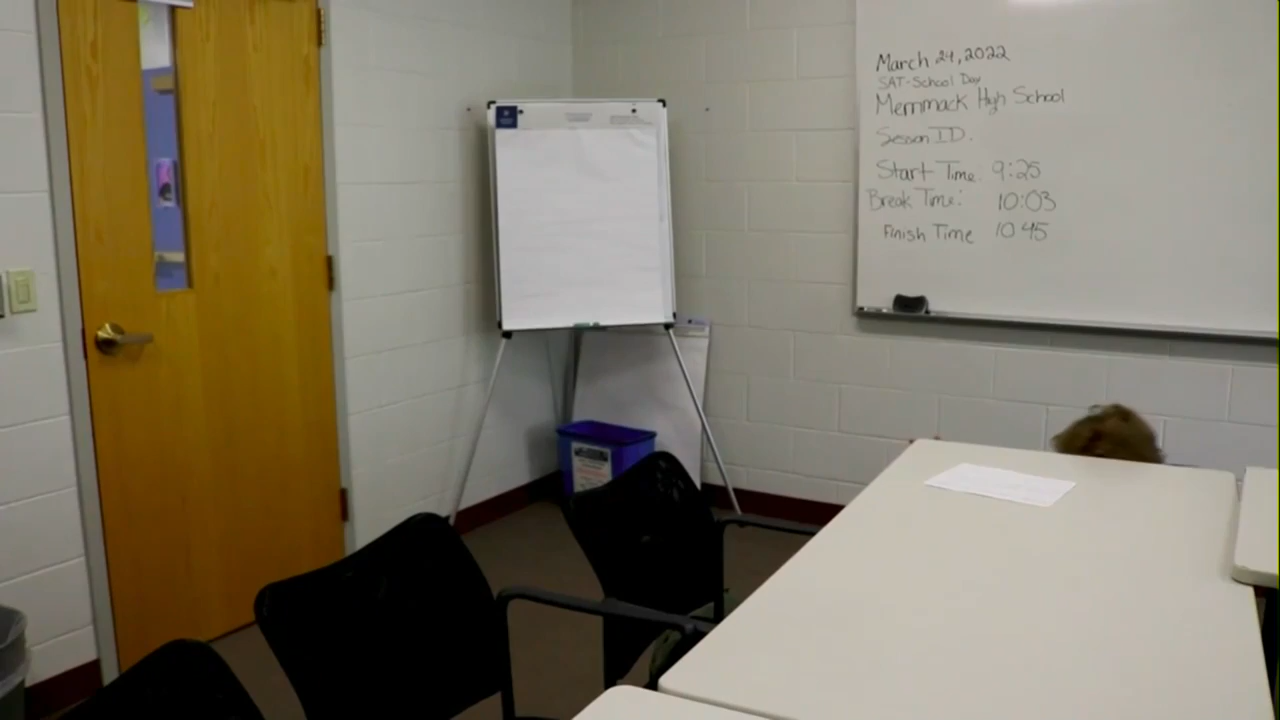 March 24, 2022
SAT-School Day
Merrimack High School
Session ID.
Start Time: 9:25
Break Time: 10:03
Finish Time 10 45